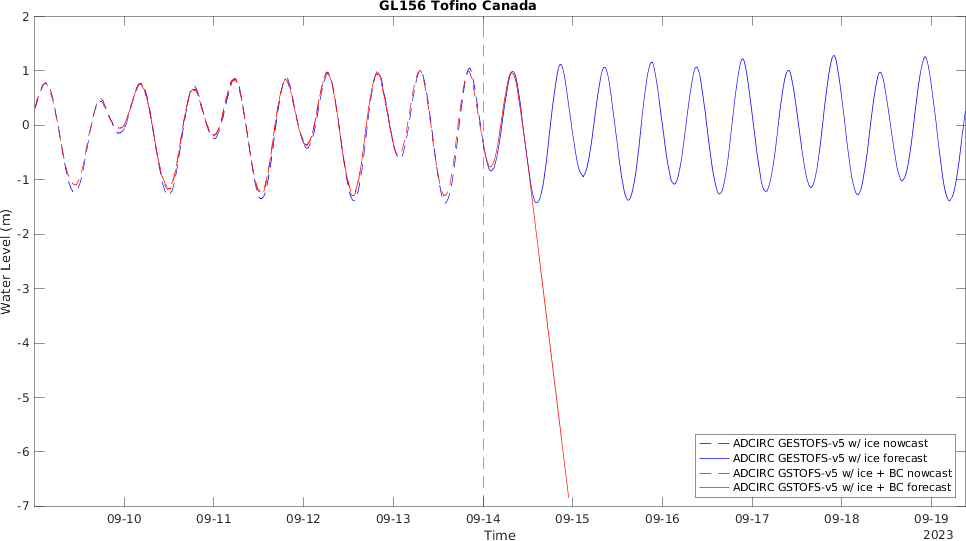 GL156 Tofino Canada
2
1
0
-1
-2
-3
-4
-5
-6
-7
Water Level (m)
09-10 09-11 09-12 09-13 09-14 09-15 09-16 09-17 09-18 09-19
Time
2023
ADCIRC GESTOFS-v5 w/ ice nowcast
ADCIRC GESTOFS-v5 w/ ice forecast
ADCIRC GSTOFS-v5 w/ ice + BC nowcast
ADCIRC GSTOFS-v5 w/ ice + BC forecast